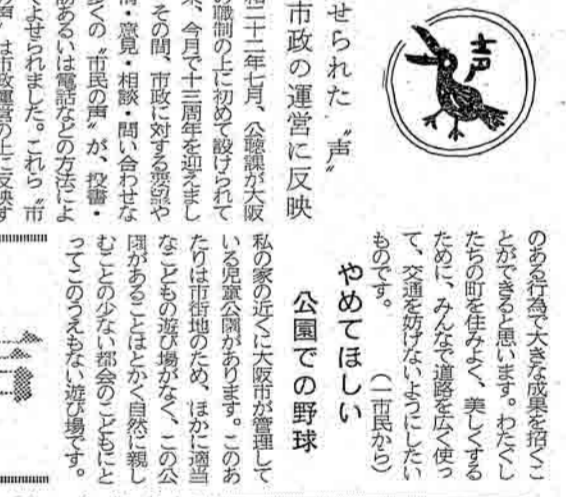 声
せられた〝声〟
市政の運営に反映
和二十二年七月、公聴課が大阪
の職制の上に初めて設けられて
来、今月で十三周年を迎えまし
その間、市政に対する要望や
情・意見・相談・問い合わせな
多くの〝市民の声〟が、投書・
訪あるいは電話などの方法によ
てよせられました。これら〝市
の声〟は市政運営の上に反映す
のある行為で大きな成果を招くこ
とができると思います。わたくし
たちの町を住みよく、美しくする
ために、みんなで道路を広く使っ
て、交通を妨げないようにしたい
ものです。 （一市民から）
やめてほしい
公園での野球
私の家の近くに大阪市が管理して
いる児童公園があります。このあ
たりは市街地のため、ほかに適当
なこどもの遊び場がなく、この公
園があることはとかく自然に親し
むことの少ない都会のこどもにと
ってこのうえもない遊び場です。